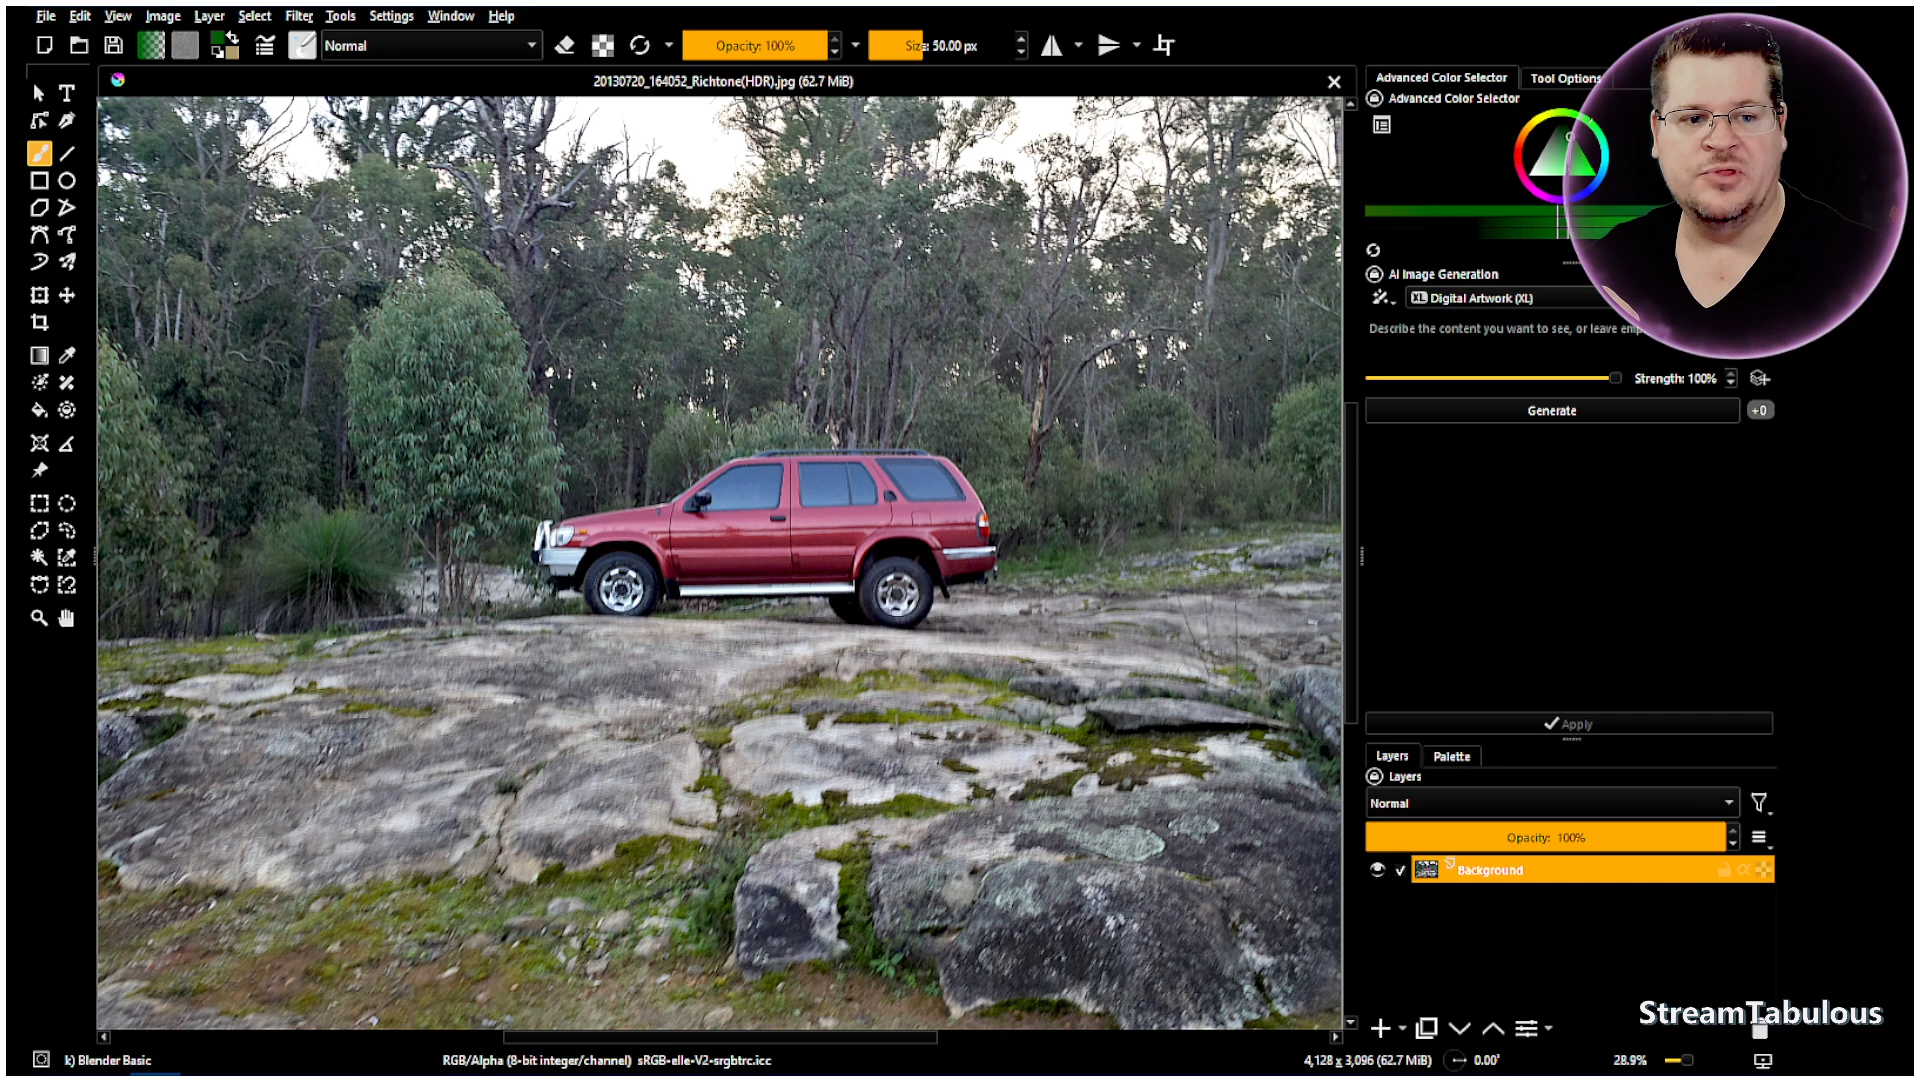 File Edit View Image Layer Select Filter Tools Settings Window Help
Normal Opacity: 100% Size: 50.00 px
20130720_164052_Richtone(HDR).jpg (62.7 MiB)
Advanced Color Selector Tool Options
Advanced Color Selector
AI Image Generation
XL Digital Artwork (XL)
Describe the content you want to see, or leave
Strength: 100%
Generate +0
Apply
Layers Palette
Layers
Normal
Opacity: 100%
Background
StreamTabulous
k) Blender Basic RGB/Alpha (8-bit integer/channel) sRGB-elle-V2-srgbtrc.icc 4,128 x 3,096 (62.7 MiB) 0.00° 28.9%